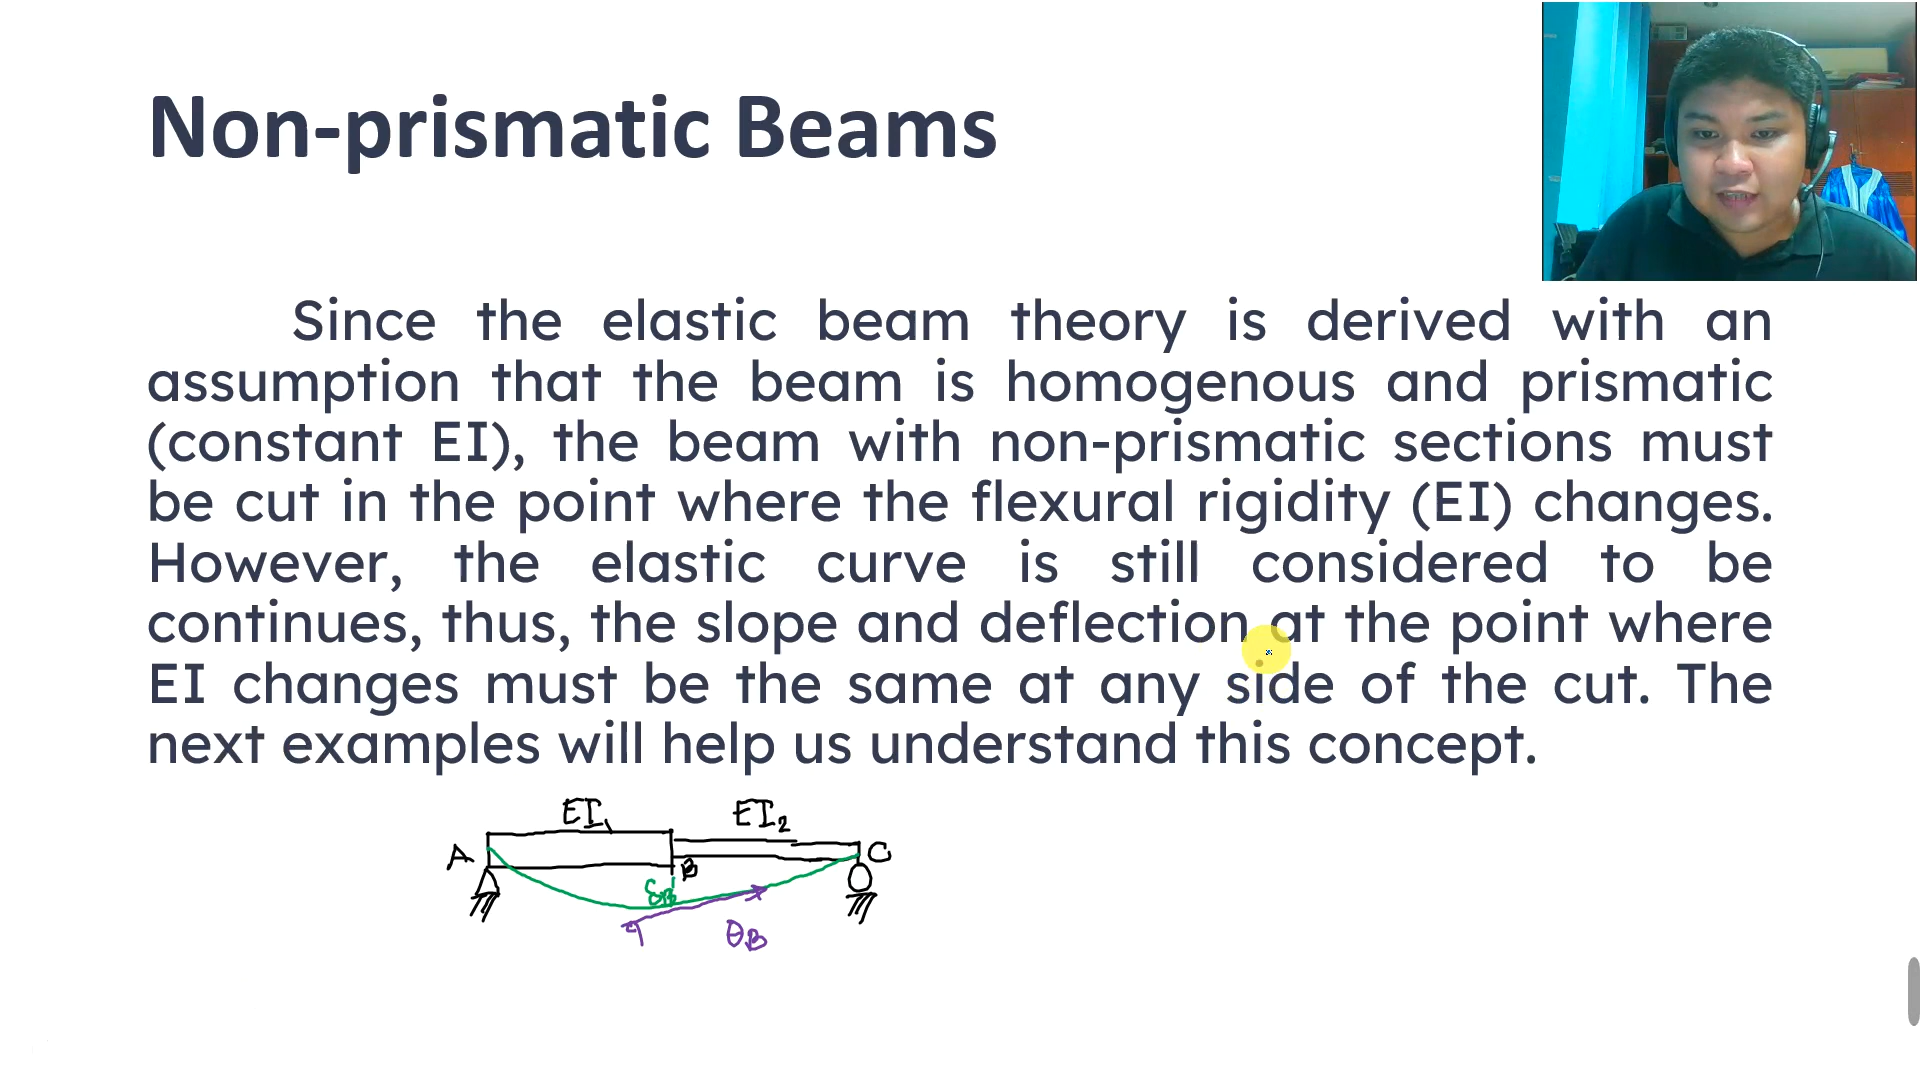 Non-prismatic Beams
Since the elastic beam theory is derived with an
assumption that the beam is homogenous and prismatic
(constant EI), the beam with non-prismatic sections must
be cut in the point where the flexural rigidity (EI) changes.
However, the elastic curve is still considered to be
continues, thus, the slope and deflection at the point where
EI changes must be the same at any side of the cut. The
next examples will help us understand this concept.
EI₁ EI₂
A B C
δB
θB